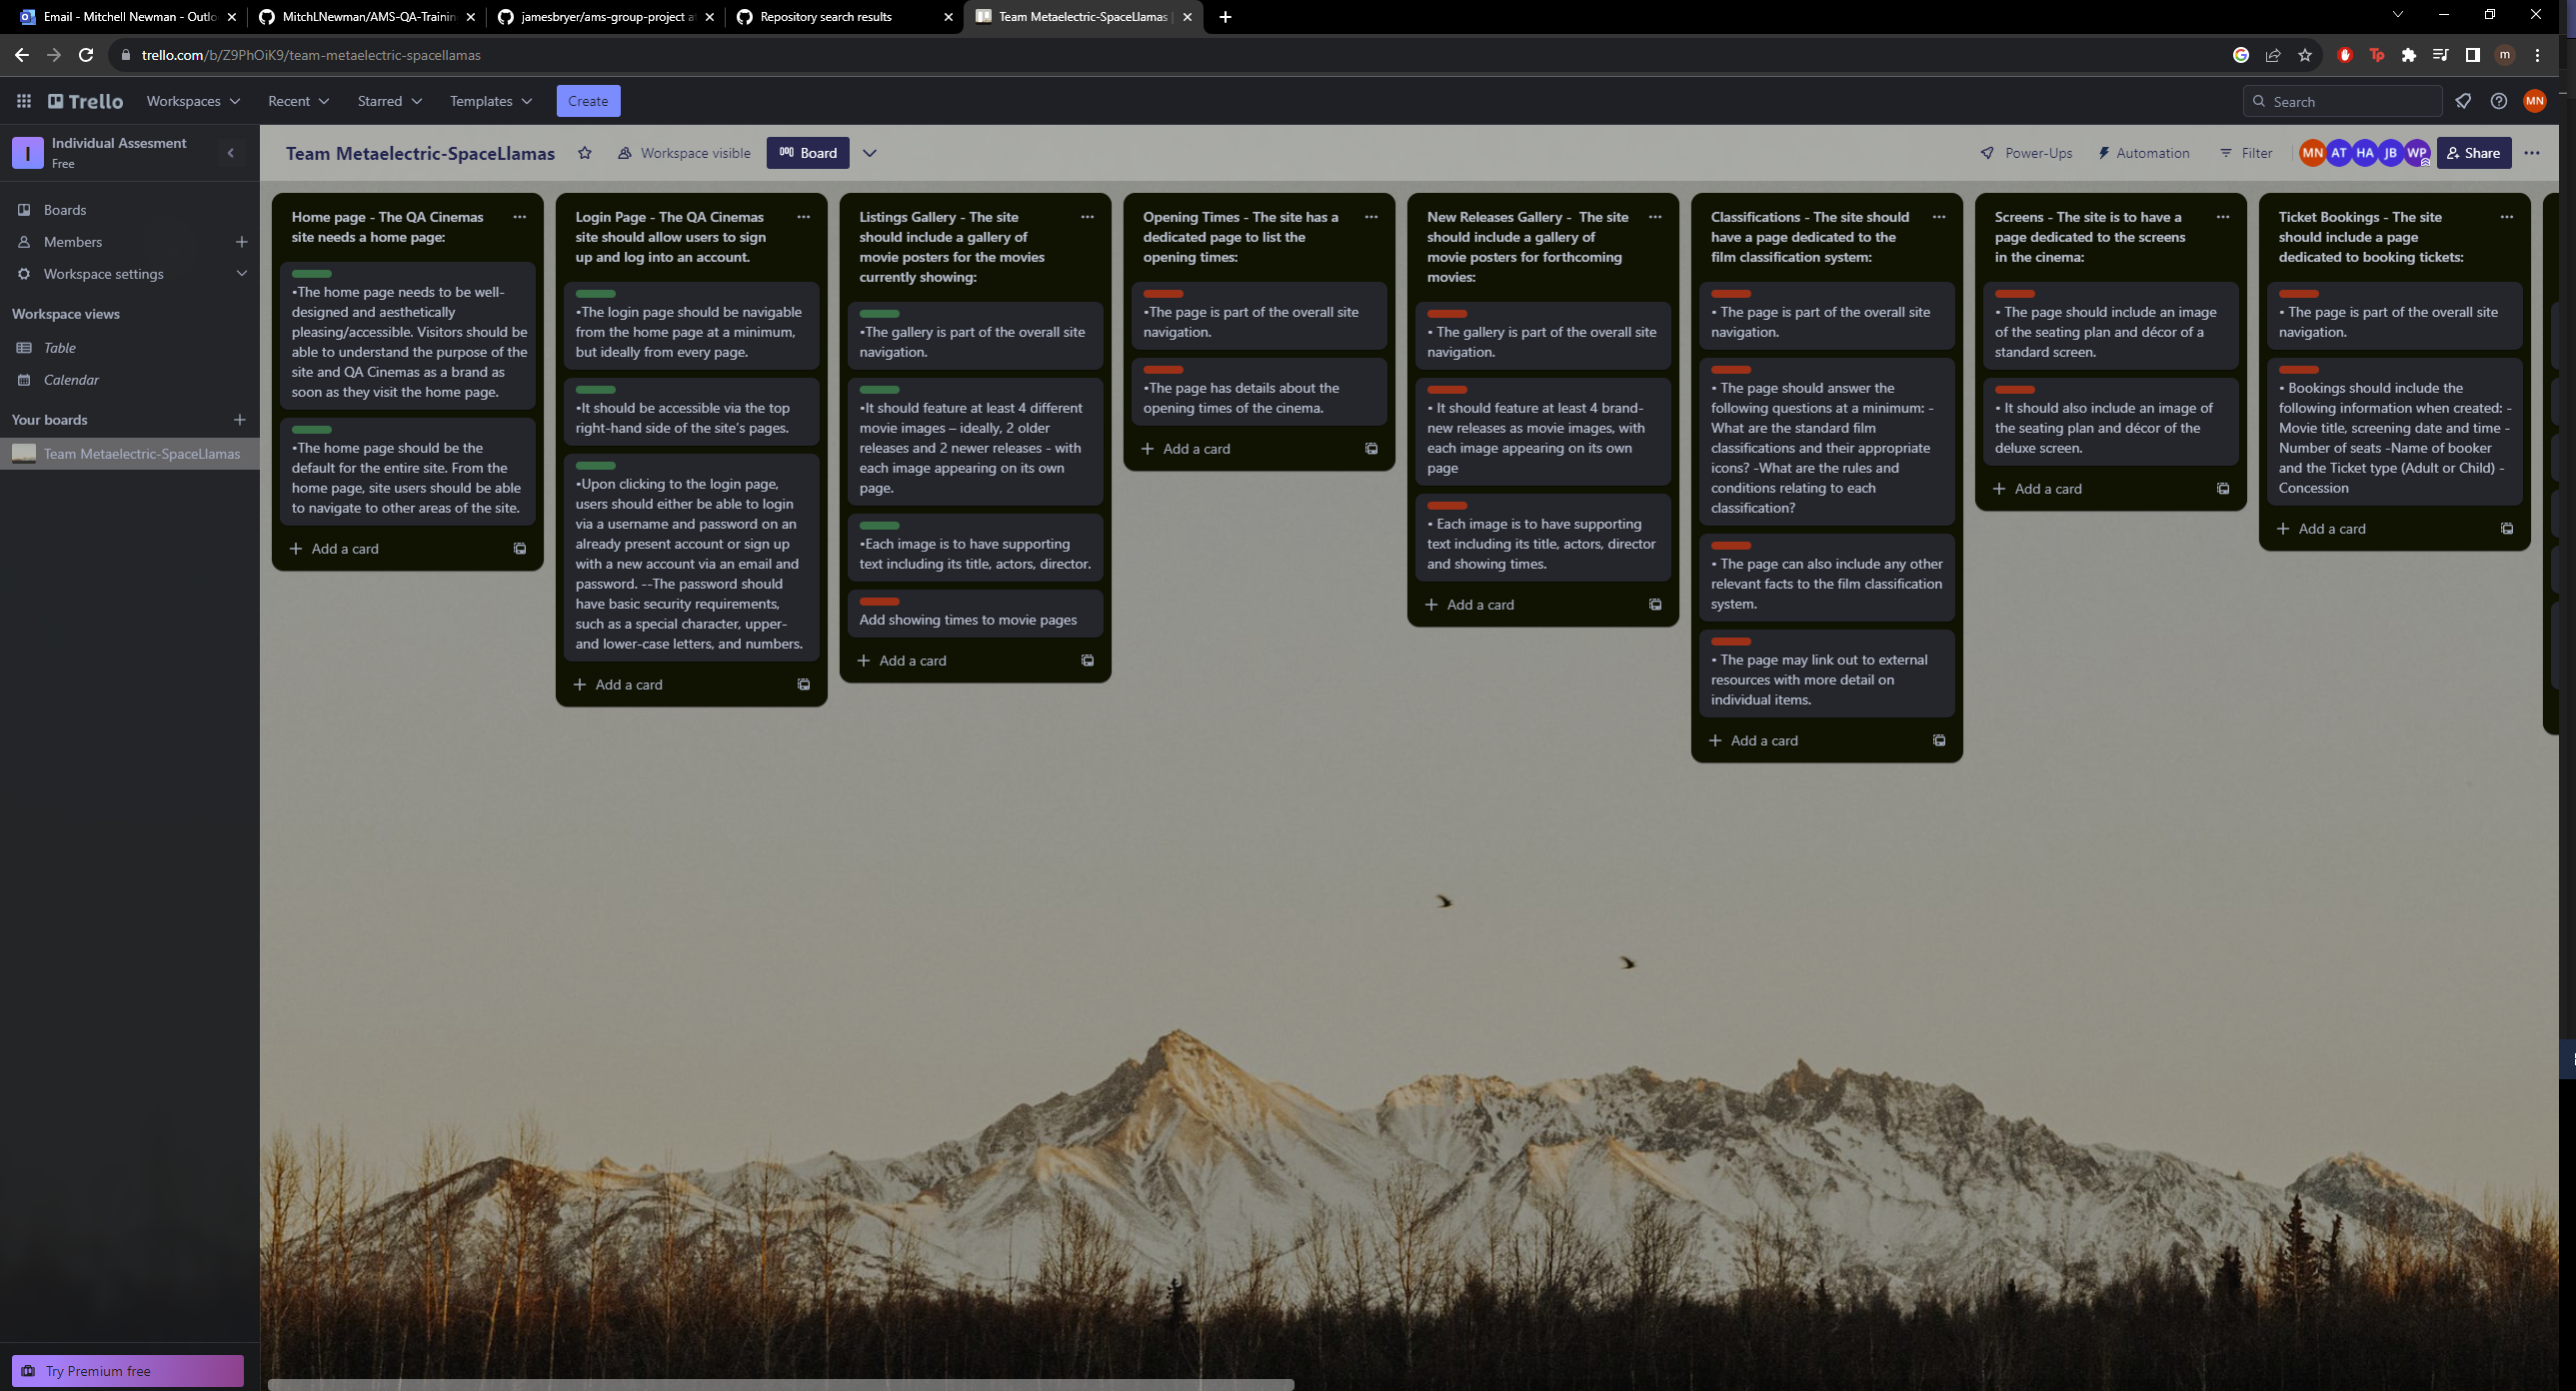 Email - Mitchell Newman - Outlo
MitchLNewman/AMS-QA-Trainin
jamesbryer/ams-group-project a
Repository search results
Team Metaelectric-SpaceLlamas |
trello.com/b/Z9PhOiK9/team-metaelectric-spacellamas
Trello
Workspaces
Recent
Starred
Templates
Create
Search
MN
I
Individual Assesment
Free
Boards
Members
Workspace settings
Workspace views
Table
Calendar
Your boards
Team Metaelectric-SpaceLlamas
Try Premium free
Team Metaelectric-SpaceLlamas
Workspace visible
Board
Power-Ups
Automation
Filter
MN
AT
HA
JB
WP
Share
Home page - The QA Cinemas
site needs a home page:
•The home page needs to be well-
designed and aesthetically
pleasing/accessible. Visitors should be
able to understand the purpose of the
site and QA Cinemas as a brand as
soon as they visit the home page.
•The home page should be the
default for the entire site. From the
home page, site users should be able
to navigate to other areas of the site.
Add a card
Login Page - The QA Cinemas
site should allow users to sign
up and log into an account.
•The login page should be navigable
from the home page at a minimum,
but ideally from every page.
•It should be accessible via the top
right-hand side of the site's pages.
•Upon clicking to the login page,
users should either be able to login
via a username and password on an
already present account or sign up
with a new account via an email and
password. --The password should
have basic security requirements,
such as a special character, upper-
and lower-case letters, and numbers.
Add a card
Listings Gallery - The site
should include a gallery of
movie posters for the movies
currently showing:
•The gallery is part of the overall site
navigation.
•It should feature at least 4 different
movie images – ideally, 2 older
releases and 2 newer releases - with
each image appearing on its own
page.
•Each image is to have supporting
text including its title, actors, director.
Add showing times to movie pages
Add a card
Opening Times - The site has a
dedicated page to list the
opening times:
•The page is part of the overall site
navigation.
•The page has details about the
opening times of the cinema.
Add a card
New Releases Gallery -  The site
should include a gallery of
movie posters for forthcoming
movies:
• The gallery is part of the overall site
navigation.
• It should feature at least 4 brand-
new releases as movie images, with
each image appearing on its own
page
• Each image is to have supporting
text including its title, actors, director
and showing times.
Add a card
Classifications - The site should
have a page dedicated to the
film classification system:
• The page is part of the overall site
navigation.
• The page should answer the
following questions at a minimum: -
What are the standard film
classifications and their appropriate
icons? -What are the rules and
conditions relating to each
classification?
• The page can also include any other
relevant facts to the film classification
system.
• The page may link out to external
resources with more detail on
individual items.
Add a card
Screens - The site is to have a
page dedicated to the screens
in the cinema:
• The page should include an image
of the seating plan and décor of a
standard screen.
• It should also include an image of
the seating plan and décor of the
deluxe screen.
Add a card
Ticket Bookings - The site
should include a page
dedicated to booking tickets:
• The page is part of the overall site
navigation.
• Bookings should include the
following information when created: -
Movie title, screening date and time -
Number of seats -Name of booker
and the Ticket type (Adult or Child) -
Concession
Add a card